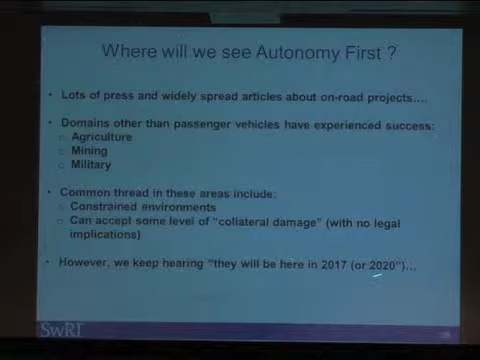 Where will we see Autonomy First ?
• Lots of press and widely spread articles about on-road projects….
• Domains other than passenger vehicles have experienced success:
o Agriculture
o Mining
o Military
• Common thread in these areas include:
o Constrained environments
o Can accept some level of "collateral damage" (with no legal
implications)
• However, we keep hearing "they will be here in 2017 (or 2020")…
SwRI